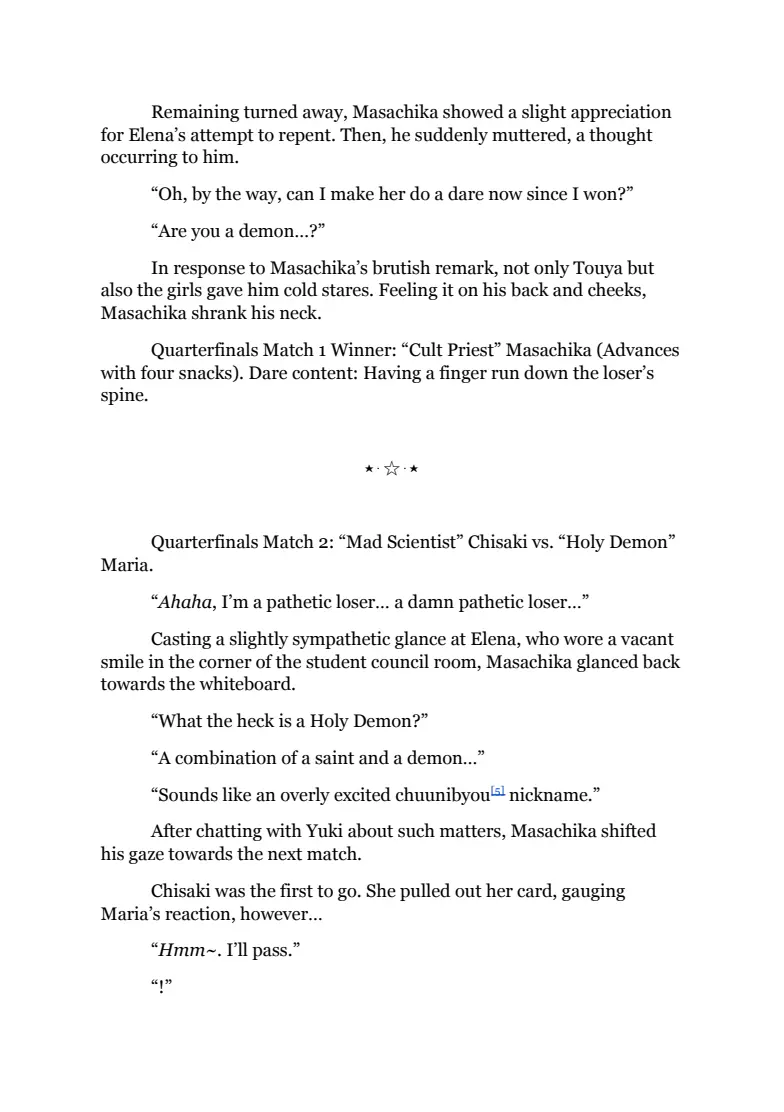 Remaining turned away, Masachika showed a slight appreciation
for Elena’s attempt to repent. Then, he suddenly muttered, a thought
occurring to him.
“Oh, by the way, can I make her do a dare now since I won?”
“Are you a demon…?”
In response to Masachika’s brutish remark, not only Touya but
also the girls gave him cold stares. Feeling it on his back and cheeks,
Masachika shrank his neck.
Quarterfinals Match 1 Winner: “Cult Priest” Masachika (Advances
with four snacks). Dare content: Having a finger run down the loser’s
spine.
⋆·☆·⋆
Quarterfinals Match 2: “Mad Scientist” Chisaki vs. “Holy Demon”
Maria.
“Ahaha, I’m a pathetic loser… a damn pathetic loser…”
Casting a slightly sympathetic glance at Elena, who wore a vacant
smile in the corner of the student council room, Masachika glanced back
towards the whiteboard.
“What the heck is a Holy Demon?”
“A combination of a saint and a demon…”
“Sounds like an overly excited chuunibyou[5] nickname.”
After chatting with Yuki about such matters, Masachika shifted
his gaze towards the next match.
Chisaki was the first to go. She pulled out her card, gauging
Maria’s reaction, however…
“Hmm~. I’ll pass.”
“!”